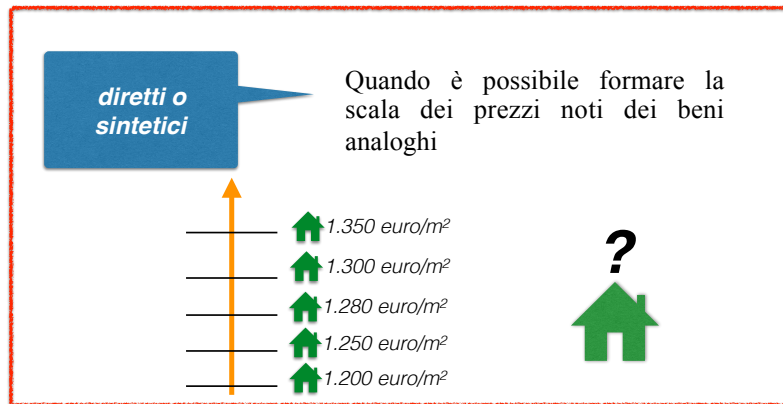 diretti o
sintetici
Quando è possibile formare la
scala dei prezzi noti dei beni
analoghi
1.350 euro/m²
1.300 euro/m²
1.280 euro/m²
1.250 euro/m²
1.200 euro/m²
?